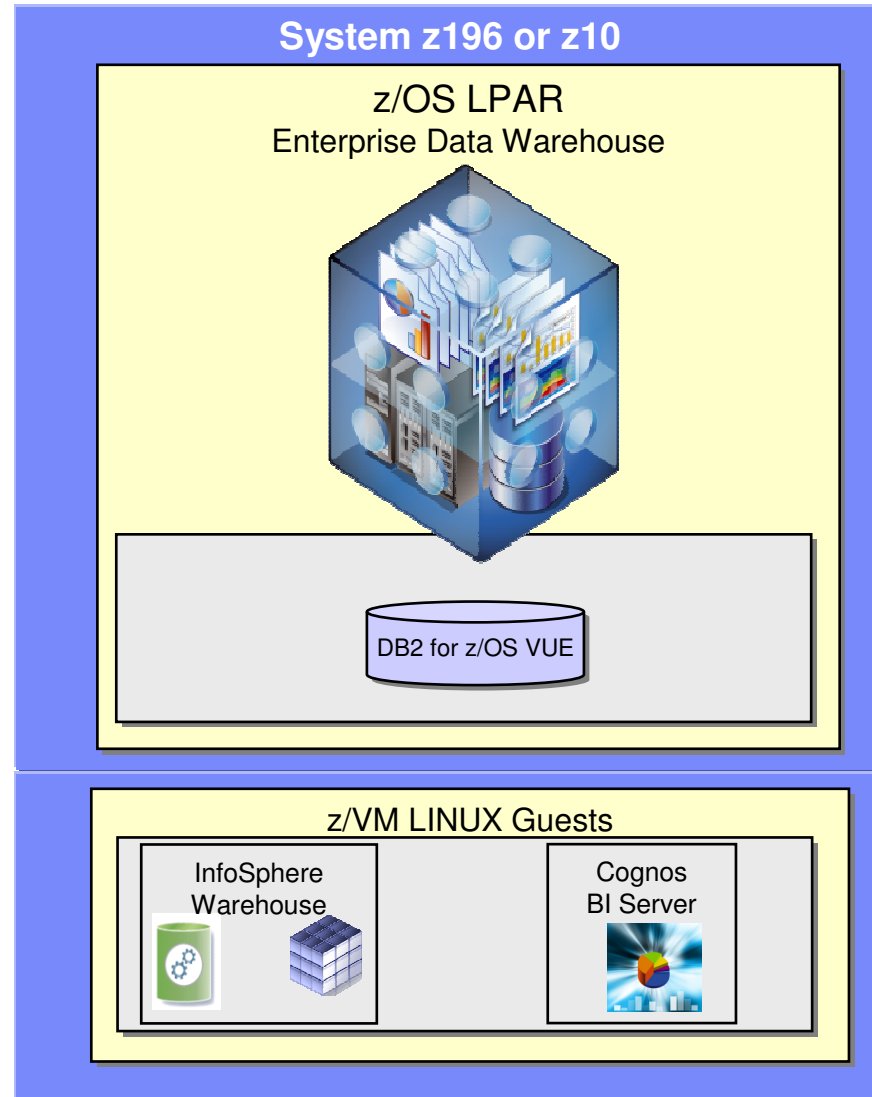 System z196 or z10
z/OS LPAR
Enterprise Data Warehouse
DB2 for z/OS VUE
z/VM LINUX Guests
InfoSphere
Warehouse
Cognos
BI Server